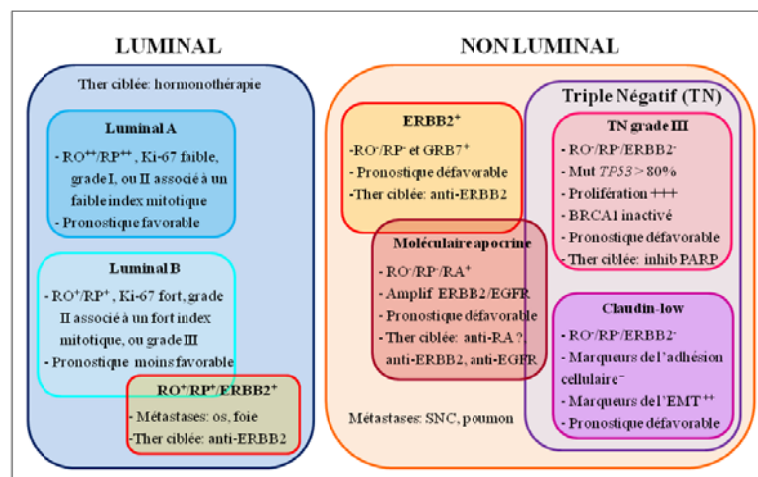 LUMINAL
Ther ciblée: hormonothérapie
Luminal A
- RO⁺⁺/RP⁺⁺, Ki-67 faible,
grade I, ou II associé à un
faible index mitotique
- Pronostique favorable
Luminal B
- RO⁺/RP⁺, Ki-67 fort, grade
II associé à un fort index
mitotique, ou grade III
- Pronostique moins favorable
RO⁺/RP⁺/ERBB2⁺
- Métastases: os, foie
-Ther ciblée: anti-ERBB2
NON LUMINAL
ERBB2⁺
-RO⁻/RP⁻ et GRB7⁺
- Pronostique défavorable
-Ther ciblée: anti-ERBB2
Moléculaire apocrine
- RO⁻/RP⁻/RA⁺
- Amplif ERBB2/EGFR
- Pronostique défavorable
-Ther ciblée: anti-RA ?,
anti-ERBB2, anti-EGFR
Métastases: SNC, poumon
Triple Négatif (TN)
TN grade III
- RO⁻/RP⁻/ERBB2⁻
- Mut TP53 > 80%
- Prolifération +++
- BRCA1 inactivé
- Pronostique défavorable
- Ther ciblée: inhib PARP
Claudin-low
- RO⁻/RP⁻/ERBB2⁻
- Marqueurs de l'adhésion
cellulaire⁻
- Marqueurs de l'EMT⁺⁺
- Pronostique défavorable